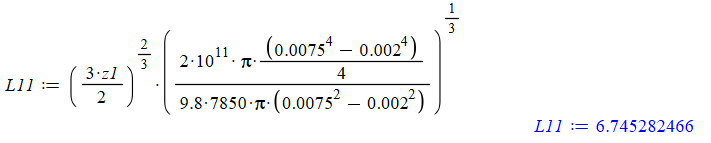 L11 := (3·z1/2)^(2/3) · ((2·10^11·π·(0.0075^4 − 0.002^4)/4)/(9.8·7850·π·(0.0075^2 − 0.002^2)))^(1/3)
L11 := 6.745282466